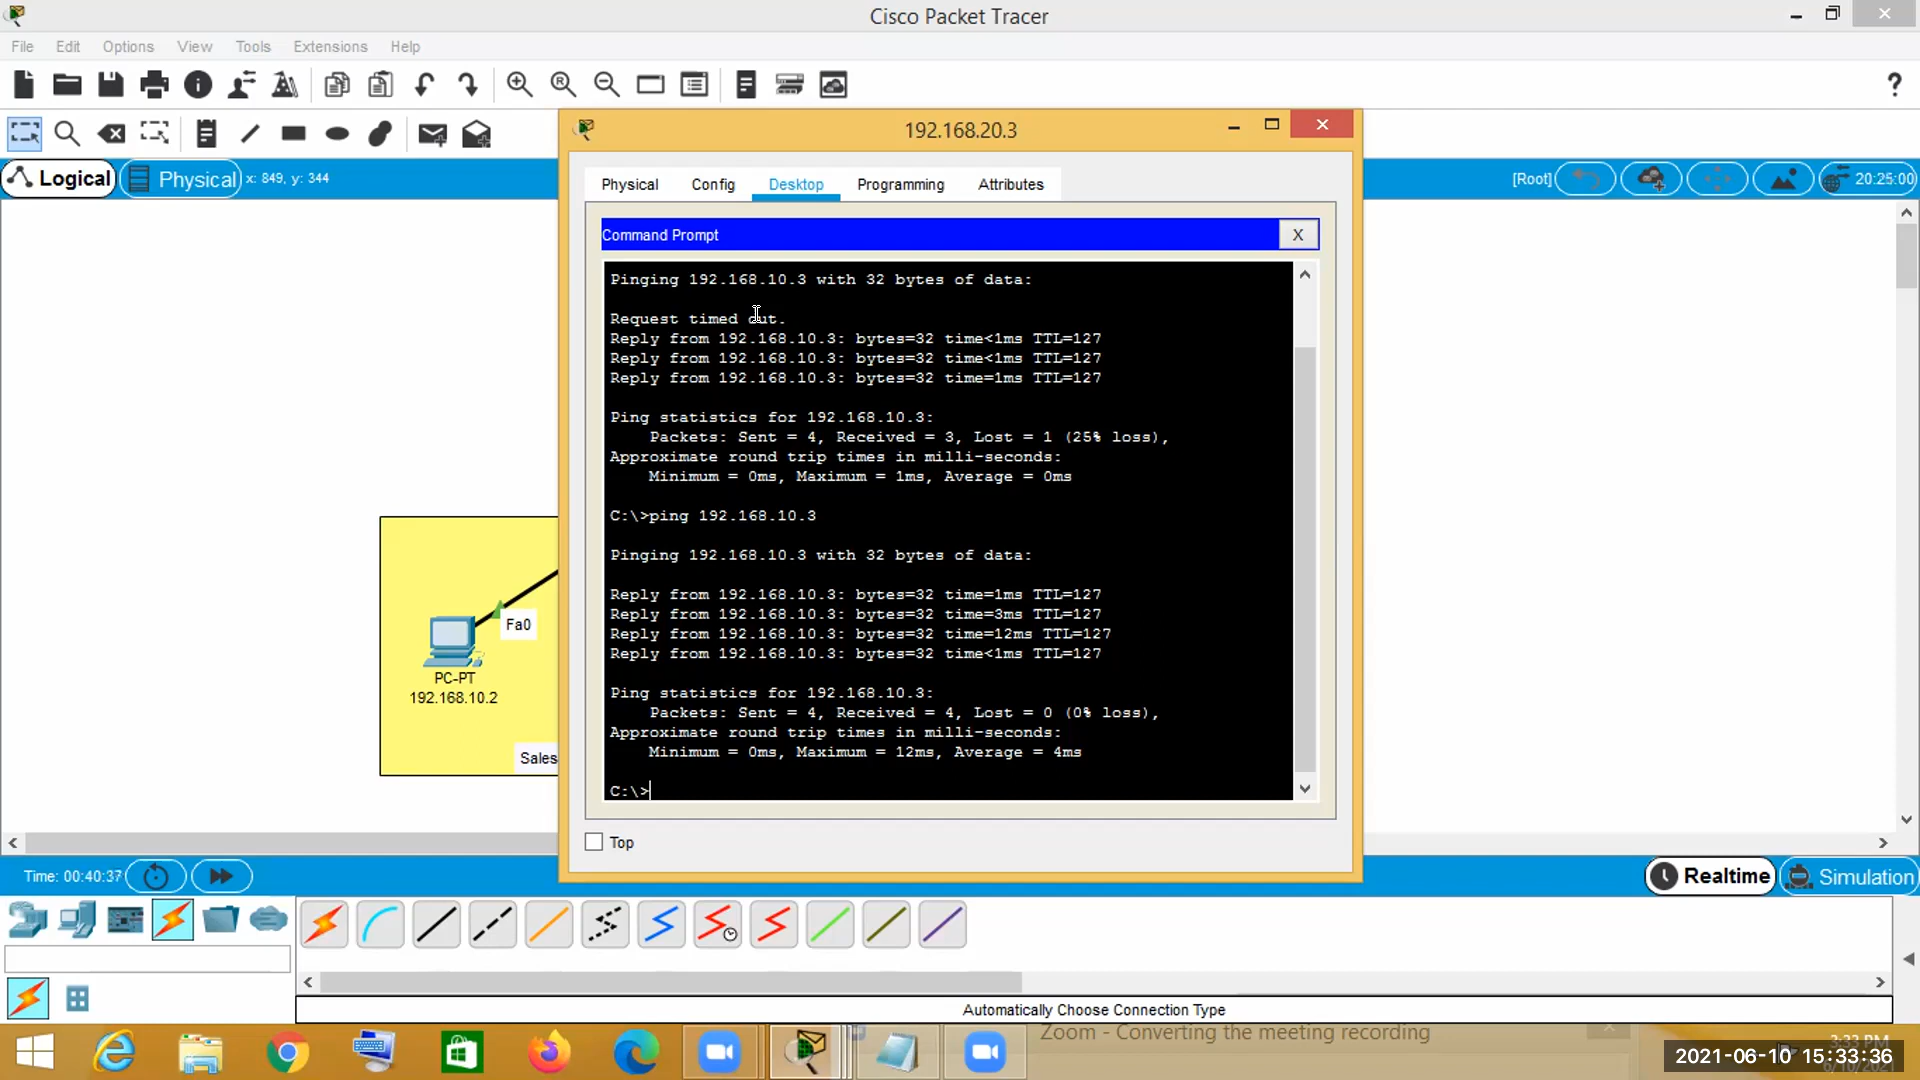 Cisco Packet Tracer
File Edit Options View Tools Extensions Help
?
192.168.20.3
Logical Physical x: 849, y: 344
[Root] 20:25:00
Physical Config Desktop Programming Attributes
Command Prompt
X
Pinging 192.168.10.3 with 32 bytes of data:
Request timed out.
Reply from 192.168.10.3: bytes=32 time<1ms TTL=127
Reply from 192.168.10.3: bytes=32 time<1ms TTL=127
Reply from 192.168.10.3: bytes=32 time=1ms TTL=127
Ping statistics for 192.168.10.3:
Packets: Sent = 4, Received = 3, Lost = 1 (25% loss),
Approximate round trip times in milli-seconds:
Minimum = 0ms, Maximum = 1ms, Average = 0ms
C:\>ping 192.168.10.3
Pinging 192.168.10.3 with 32 bytes of data:
Reply from 192.168.10.3: bytes=32 time=1ms TTL=127
Reply from 192.168.10.3: bytes=32 time=3ms TTL=127
Reply from 192.168.10.3: bytes=32 time=12ms TTL=127
Reply from 192.168.10.3: bytes=32 time<1ms TTL=127
Ping statistics for 192.168.10.3:
Packets: Sent = 4, Received = 4, Lost = 0 (0% loss),
Approximate round trip times in milli-seconds:
Minimum = 0ms, Maximum = 12ms, Average = 4ms
C:\>
Top
Fa0
PC-PT
192.168.10.2
Sales
Time: 00:40:37
Realtime Simulation
Automatically Choose Connection Type
Zoom - Converting the meeting recording
3:33 PM
2021-06-10 15:33:36